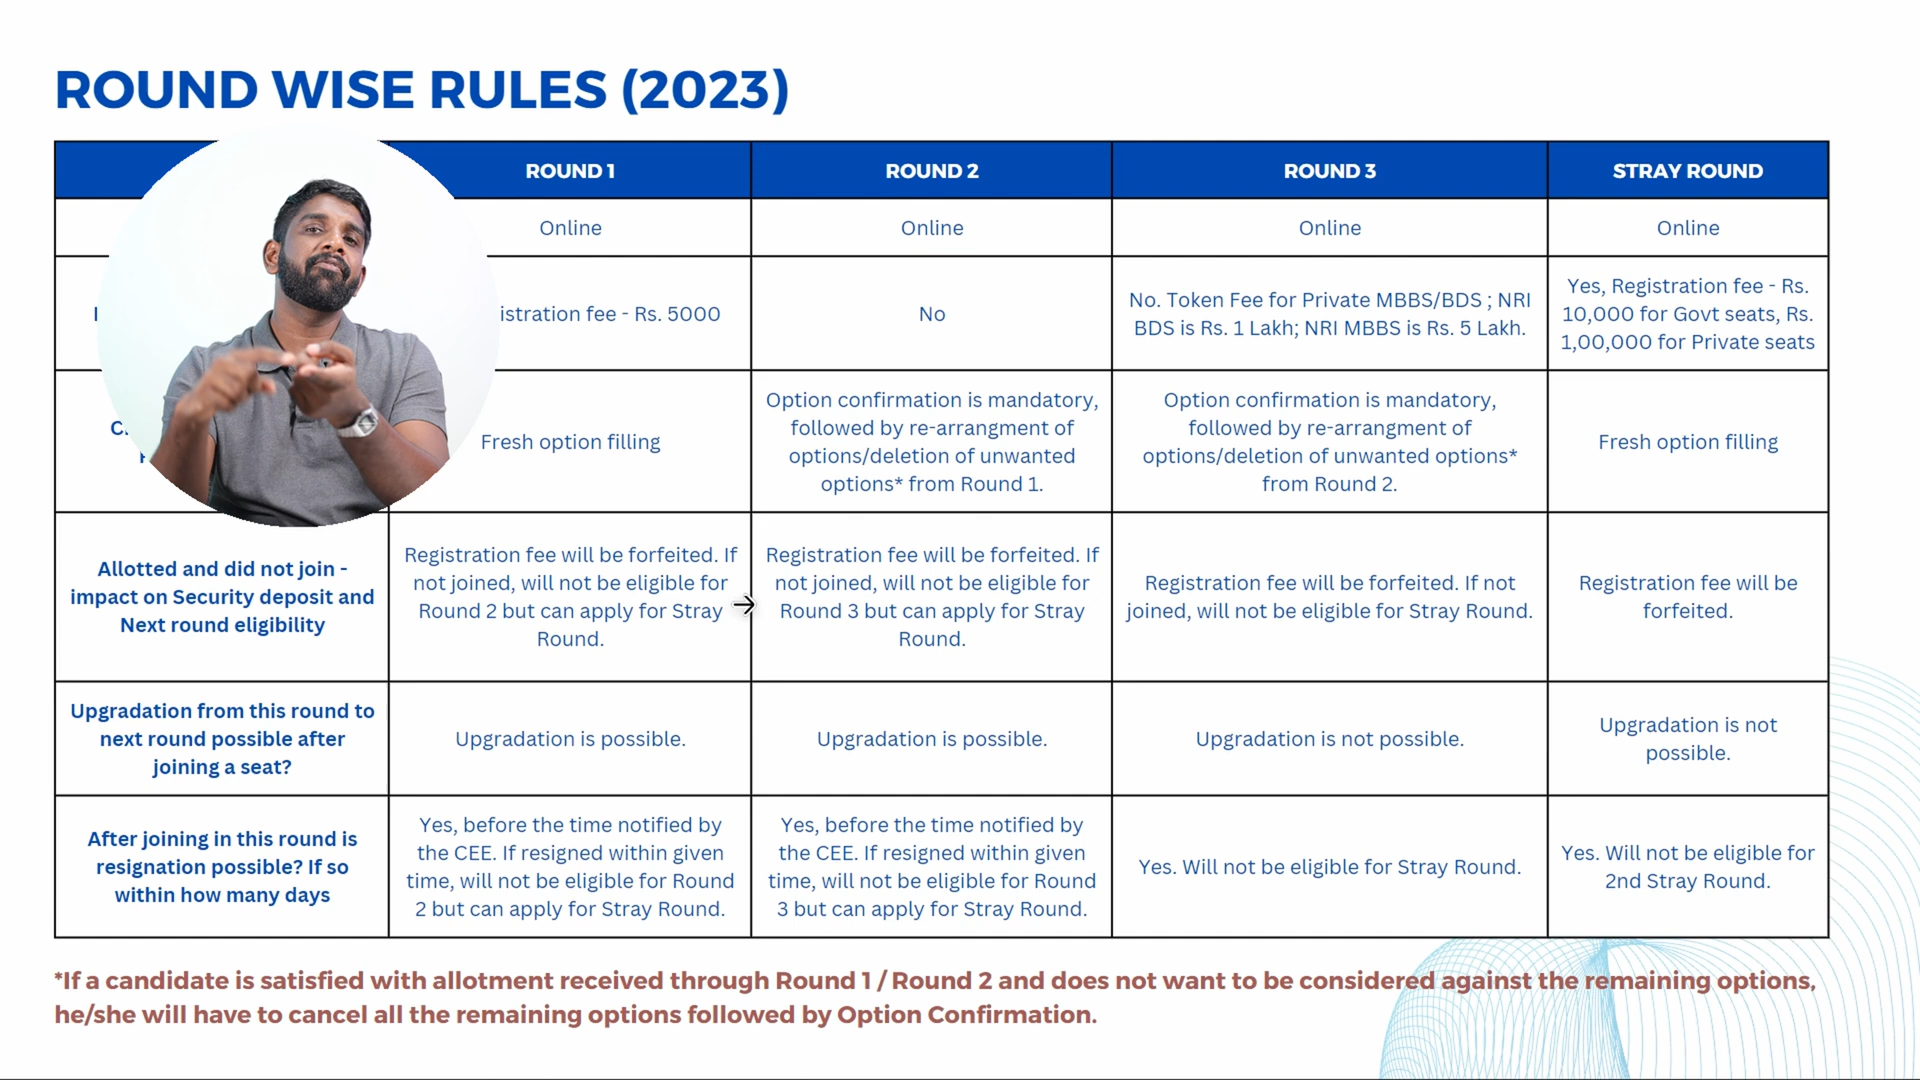 ROUND WISE RULES (2023)
ROUND 1
ROUND 2
ROUND 3
STRAY ROUND
Online
Online
Online
Online
istration fee - Rs. 5000
No
No. Token Fee for Private MBBS/BDS ; NRI
BDS is Rs. 1 Lakh; NRI MBBS is Rs. 5 Lakh.
Yes, Registration fee - Rs.
10,000 for Govt seats, Rs.
1,00,000 for Private seats
Fresh option filling
Option confirmation is mandatory,
followed by re-arrangment of
options/deletion of unwanted
options* from Round 1.
Option confirmation is mandatory,
followed by re-arrangment of
options/deletion of unwanted options*
from Round 2.
Fresh option filling
Allotted and did not join -
impact on Security deposit and
Next round eligibility
Registration fee will be forfeited. If
not joined, will not be eligible for
Round 2 but can apply for Stray
Round.
Registration fee will be forfeited. If
not joined, will not be eligible for
Round 3 but can apply for Stray
Round.
Registration fee will be forfeited. If not
joined, will not be eligible for Stray Round.
Registration fee will be
forfeited.
Upgradation from this round to
next round possible after
joining a seat?
Upgradation is possible.
Upgradation is possible.
Upgradation is not possible.
Upgradation is not
possible.
After joining in this round is
resignation possible? If so
within how many days
Yes, before the time notified by
the CEE. If resigned within given
time, will not be eligible for Round
2 but can apply for Stray Round.
Yes, before the time notified by
the CEE. If resigned within given
time, will not be eligible for Round
3 but can apply for Stray Round.
Yes. Will not be eligible for Stray Round.
Yes. Will not be eligible for
2nd Stray Round.
*If a candidate is satisfied with allotment received through Round 1 / Round 2 and does not want to be considered against the remaining options,
he/she will have to cancel all the remaining options followed by Option Confirmation.